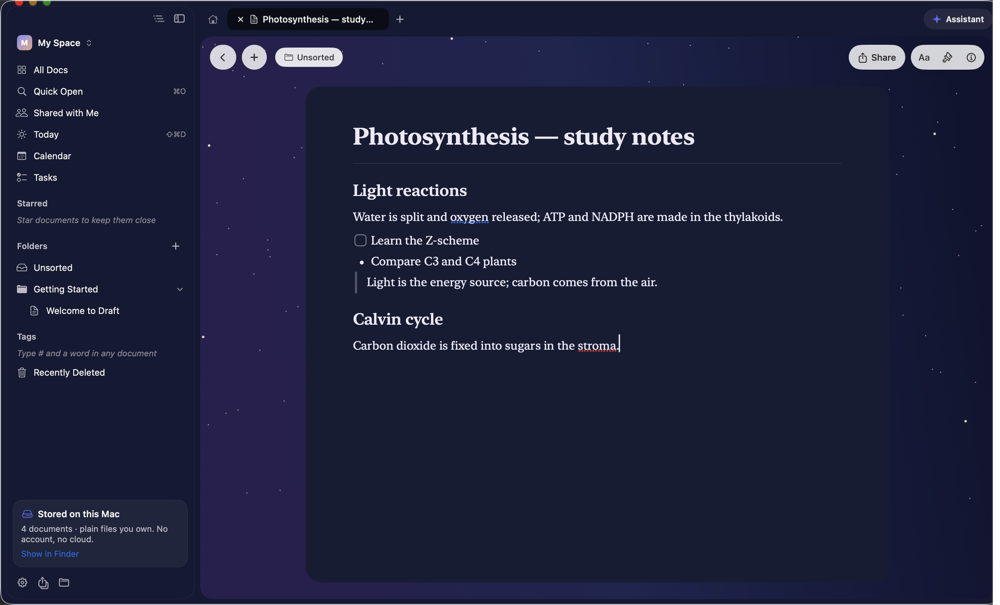 Photosynthesis — study...
Assistant
M My Space
All Docs
Quick Open ⌘O
Shared with Me
Today ⇧⌘D
Calendar
Tasks
Starred
Star documents to keep them close
Folders
Unsorted
Getting Started
Welcome to Draft
Tags
Type # and a word in any document
Recently Deleted
Stored on this Mac
4 documents · plain files you own. No
account, no cloud.
Show in Finder
Unsorted
Share
Aa
Photosynthesis — study notes
Light reactions
Water is split and oxygen released; ATP and NADPH are made in the thylakoids.
Learn the Z-scheme
• Compare C3 and C4 plants
Light is the energy source; carbon comes from the air.
Calvin cycle
Carbon dioxide is fixed into sugars in the stroma.